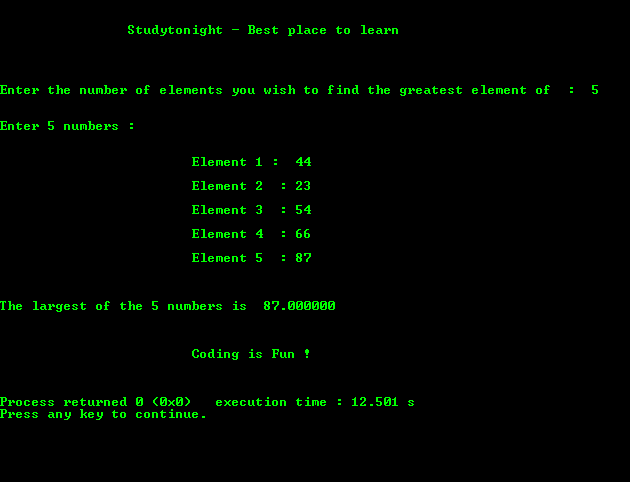 Studytonight - Best place to learn
Enter the number of elements you wish to find the greatest element of  :  5
Enter 5 numbers :
Element 1 :  44
Element 2  : 23
Element 3  : 54
Element 4  : 66
Element 5  : 87
The largest of the 5 numbers is  87.000000
Coding is Fun !
Process returned 0 (0x0)   execution time : 12.501 s
Press any key to continue.